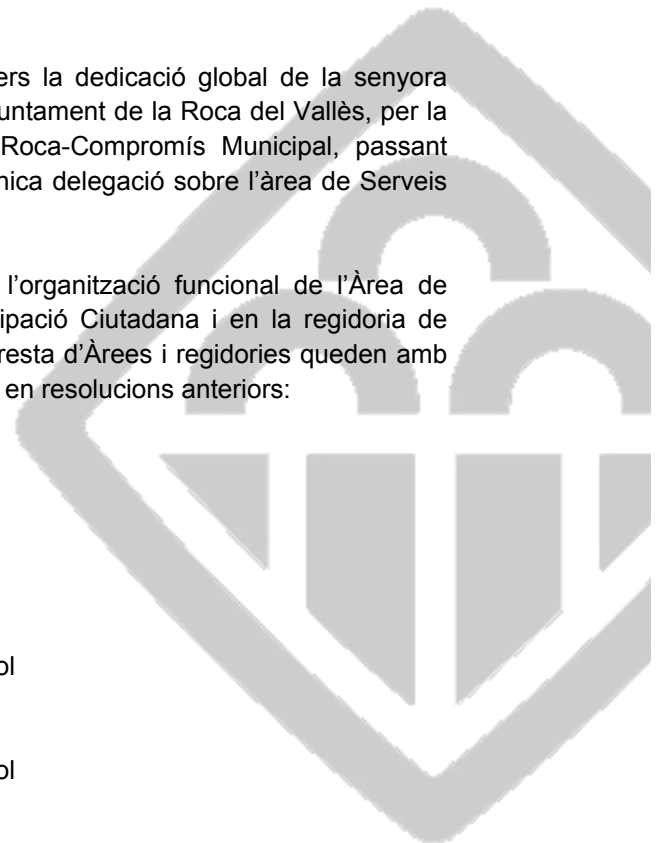 ers la dedicació global de la senyora
untament de la Roca del Vallès, per la
Roca-Compromís Municipal, passant
nica delegació sobre l'àrea de Serveis
l'organització funcional de l'Àrea de
ipació Ciutadana i en la regidoria de
resta d'Àrees i regidories queden amb
en resolucions anteriors:
ol
ol